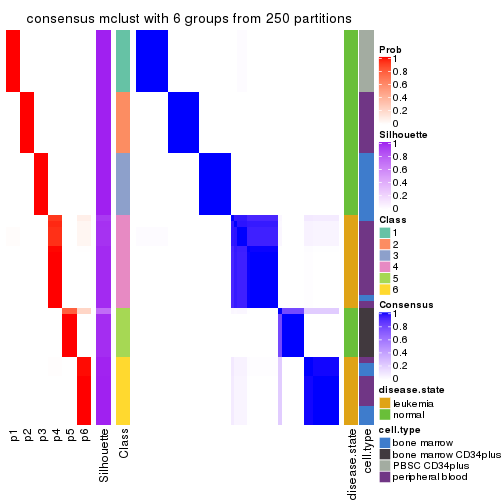 consensus mclust with 6 groups from 250 partitions
Prob
1
0.8
0.6
0.4
0.2
0
Silhouette
1
0.8
0.6
0.4
0.2
0
Class
1
2
3
4
5
6
Consensus
1
0.8
0.6
0.4
0.2
0
disease.state
leukemia
normal
cell.type
bone marrow
bone marrow CD34plus
PBSC CD34plus
peripheral blood
p1
p2
p3
p4
p5
p6
Silhouette
Class
disease.state
cell.type